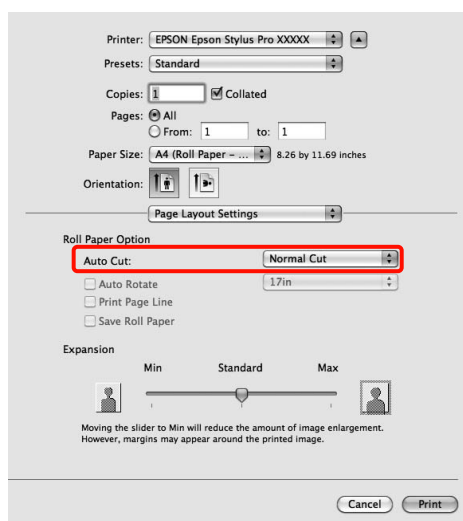 Printer: EPSON Epson Stylus Pro XXXXX
Presets: Standard
Copies: 1 Collated
Pages: All
From: 1 to: 1
Paper Size: A4 (Roll Paper – ... 8.26 by 11.69 inches
Orientation:
Page Layout Settings
Roll Paper Option
Auto Cut: Normal Cut
Auto Rotate 17in
Print Page Line
Save Roll Paper
Expansion
Min Standard Max
Moving the slider to Min will reduce the amount of image enlargement.
However, margins may appear around the printed image.
Cancel Print